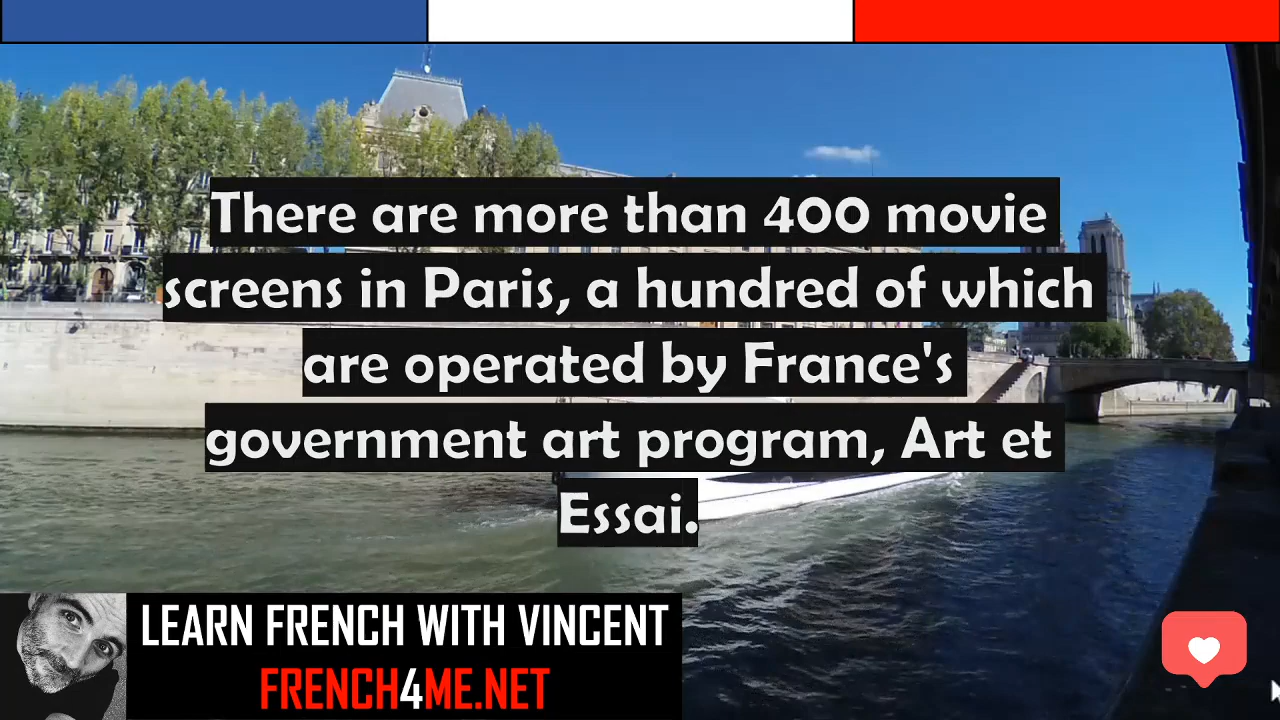 There are more than 400 movie
screens in Paris, a hundred of which
are operated by France's
government art program, Art et
Essai.
LEARN FRENCH WITH VINCENT
FRENCH4ME.NET